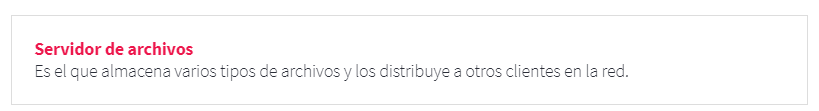 Servidor de archivos
Es el que almacena varios tipos de archivos y los distribuye a otros clientes en la red.